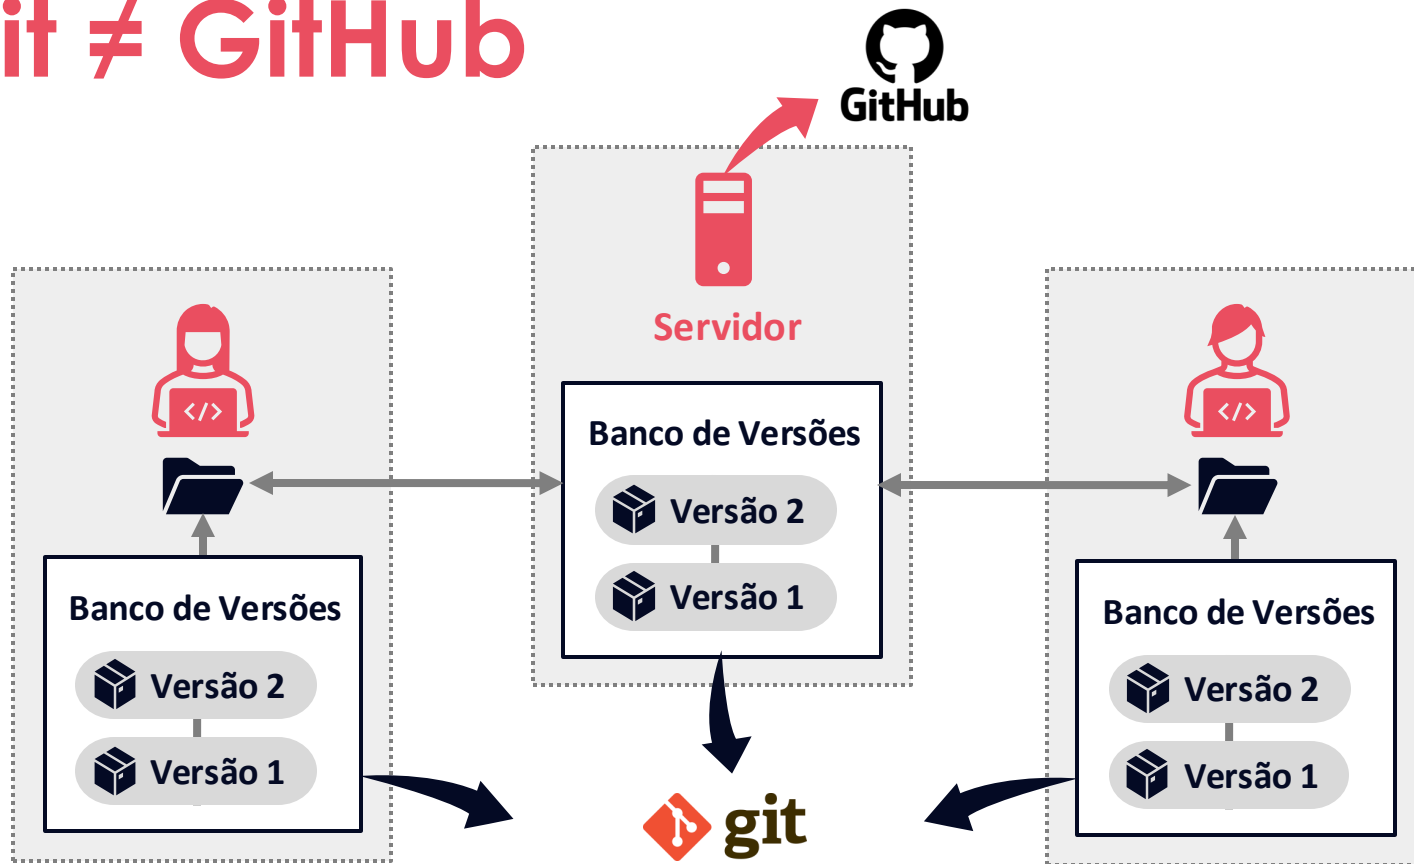 it ≠ GitHub
GitHub
Servidor
Banco de Versões
Versão 2
Versão 1
</>
Banco de Versões
Versão 2
Versão 1
</>
Banco de Versões
Versão 2
Versão 1
git